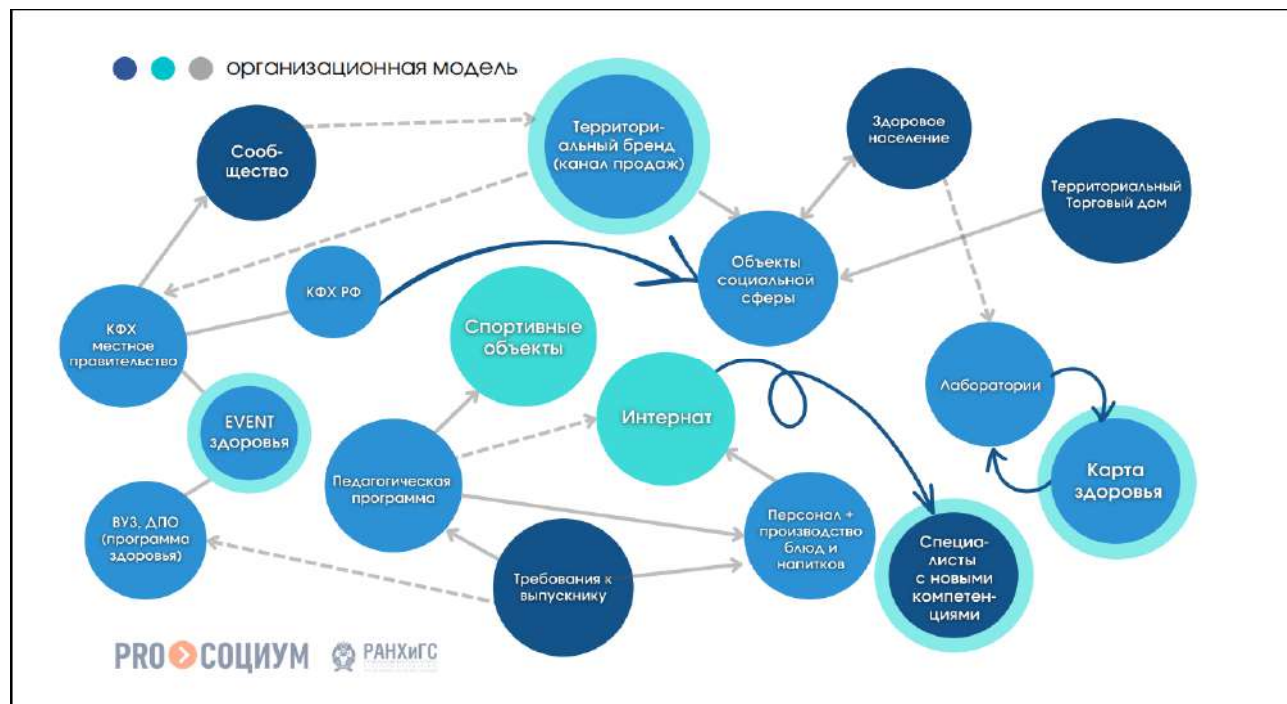 организационная модель
Сооб-
щество
Территори-
альный бренд
(канал продаж)
Здоровое
население
Территориальный
Торговый дом
КФХ РФ
Объекты
социальной
сферы
КФХ
местное
правительство
Спортивные
объекты
Лаборатории
EVENT
здоровья
Интернат
Карта
здоровья
Педагогическая
программа
ВУЗ, ДПО
(программа
здоровья)
Персонал +
производство
блюд и
напитков
Специа-
листы
с новыми
компетен-
циями
Требования к
выпускнику
PRO СОЦИУМ
РАНХиГС